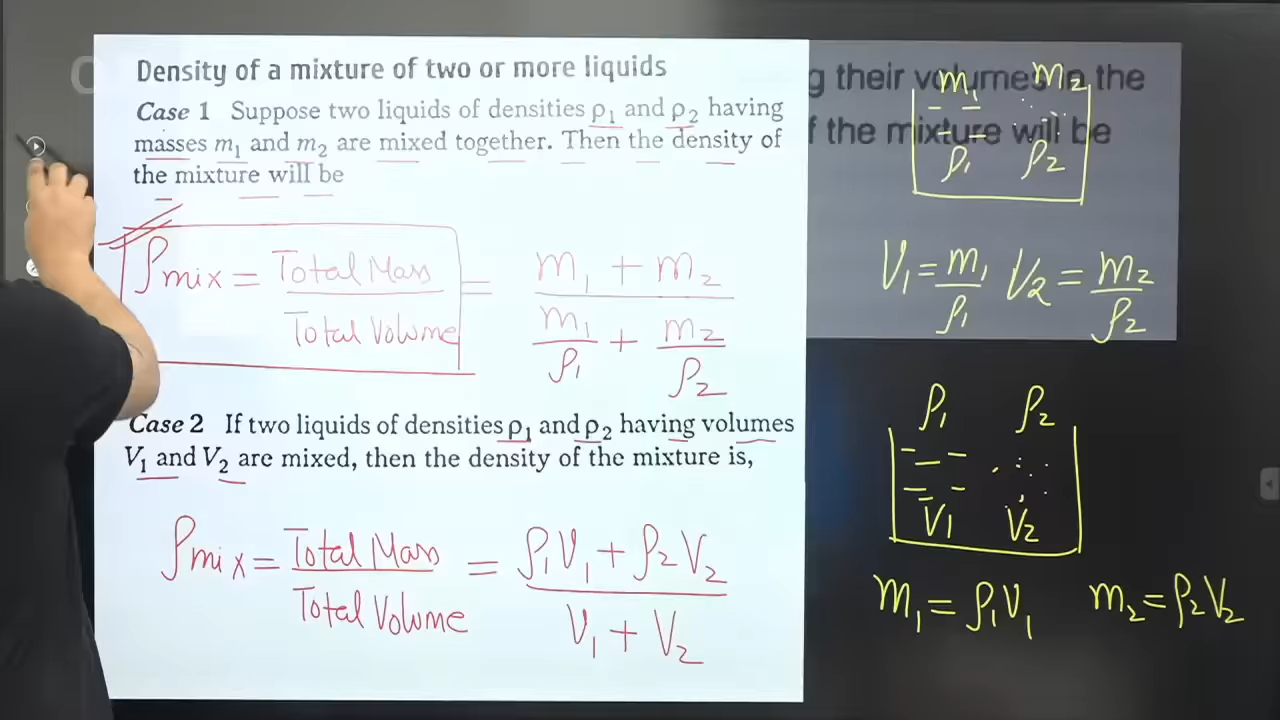 Density of a mixture of two or more liquids
Case 1 Suppose two liquids of densities ρ₁ and ρ₂ having
masses m₁ and m₂ are mixed together. Then the density of
the mixture will be
ρmix = Total Mass / Total Volume = m₁ + m₂ / m₁/ρ₁ + m₂/ρ₂
Case 2 If two liquids of densities ρ₁ and ρ₂ having volumes
V₁ and V₂ are mixed, then the density of the mixture is,
ρmix = Total Mass / Total Volume = ρ₁V₁ + ρ₂V₂ / V₁ + V₂
g their volumes in the
f the mixture will be
m₁ m₂
ρ₁ ρ₂
V₁ = m₁/ρ₁ V₂ = m₂/ρ₂
ρ₁ ρ₂
V₁ V₂
m₁ = ρ₁V₁ m₂ = ρ₂V₂